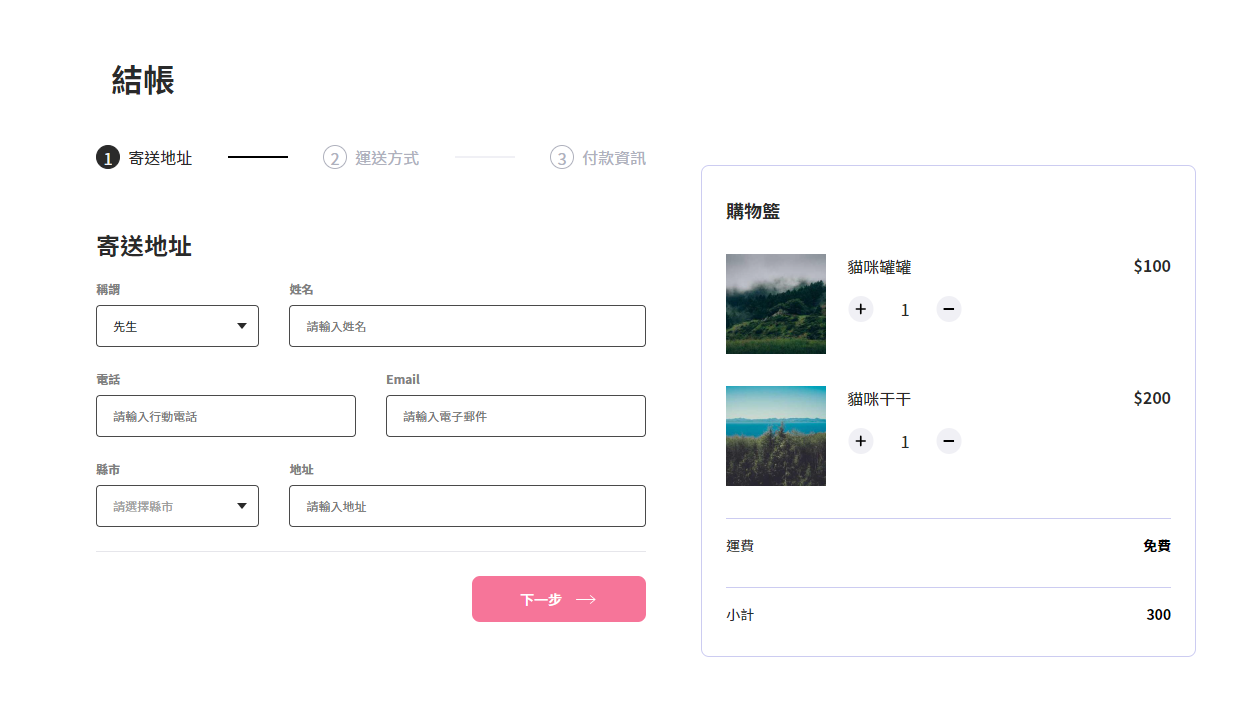 結帳
1 寄送地址 2 運送方式 3 付款資訊
寄送地址
稱謂 姓名
先生 請輸入姓名
電話 Email
請輸入行動電話 請輸入電子郵件
縣市 地址
請選擇縣市 請輸入地址
下一步
購物籃
貓咪罐罐 $100
+ 1 −
貓咪干干 $200
+ 1 −
運費 免費
小計 300